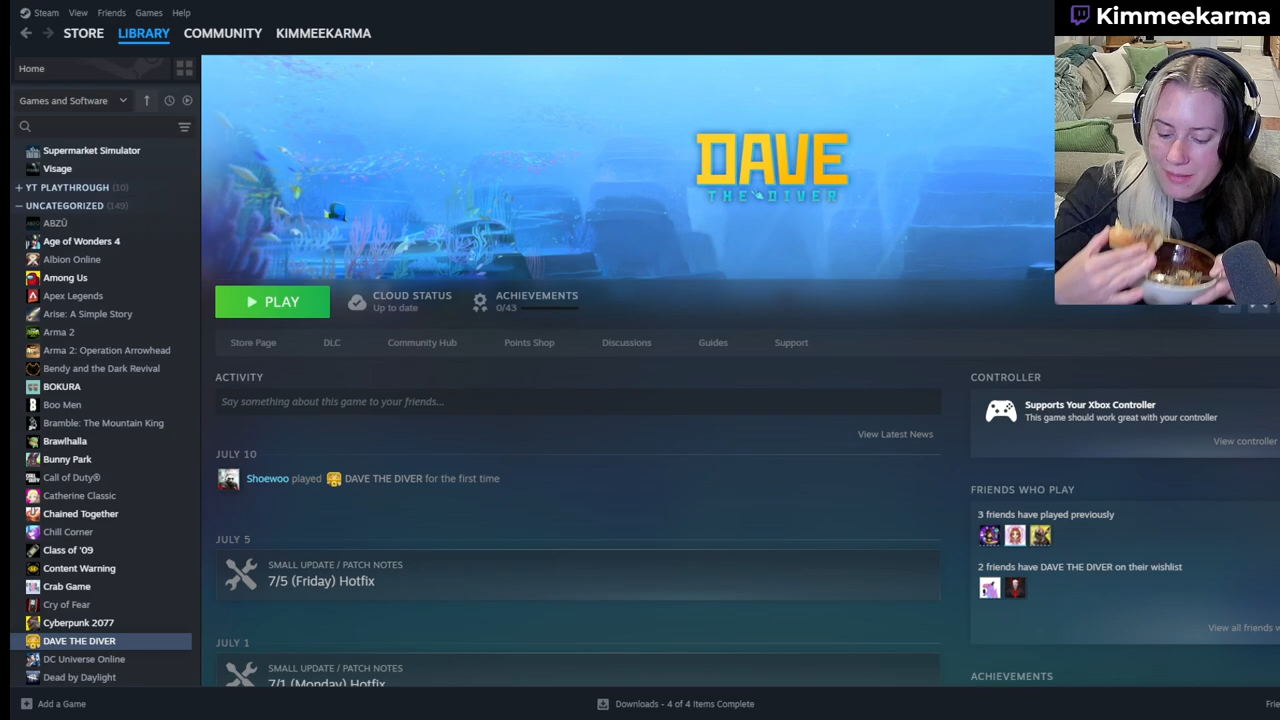 Steam View Friends Games Help
STORE LIBRARY COMMUNITY KIMMEEKARMA
Kimmeekarma
Home
Games and Software
Supermarket Simulator
Visage
+ YT PLAYTHROUGH (10)
− UNCATEGORIZED (149)
ABZÛ
Age of Wonders 4
Albion Online
Among Us
Apex Legends
Arise: A Simple Story
Arma 2
Arma 2: Operation Arrowhead
Bendy and the Dark Revival
BOKURA
Boo Men
Bramble: The Mountain King
Brawlhalla
Bunny Park
Call of Duty®
Catherine Classic
Chained Together
Chill Corner
Class of '09
Content Warning
Crab Game
Cry of Fear
Cyberpunk 2077
DAVE THE DIVER
DC Universe Online
Dead by Daylight
DAVE
THE DIVER
PLAY
CLOUD STATUS
Up to date
ACHIEVEMENTS
0/43
Store Page DLC Community Hub Points Shop Discussions Guides Support
ACTIVITY
Say something about this game to your friends...
View Latest News
JULY 10
Shoewoo played DAVE THE DIVER for the first time
JULY 5
SMALL UPDATE / PATCH NOTES
7/5 (Friday) Hotfix
JULY 1
SMALL UPDATE / PATCH NOTES
7/1 (Monday) Hotfix
CONTROLLER
Supports Your Xbox Controller
This game should work great with your controller
View controller
FRIENDS WHO PLAY
3 friends have played previously
2 friends have DAVE THE DIVER on their wishlist
View all friends w
ACHIEVEMENTS
Add a Game
Downloads - 4 of 4 Items Complete
Frie